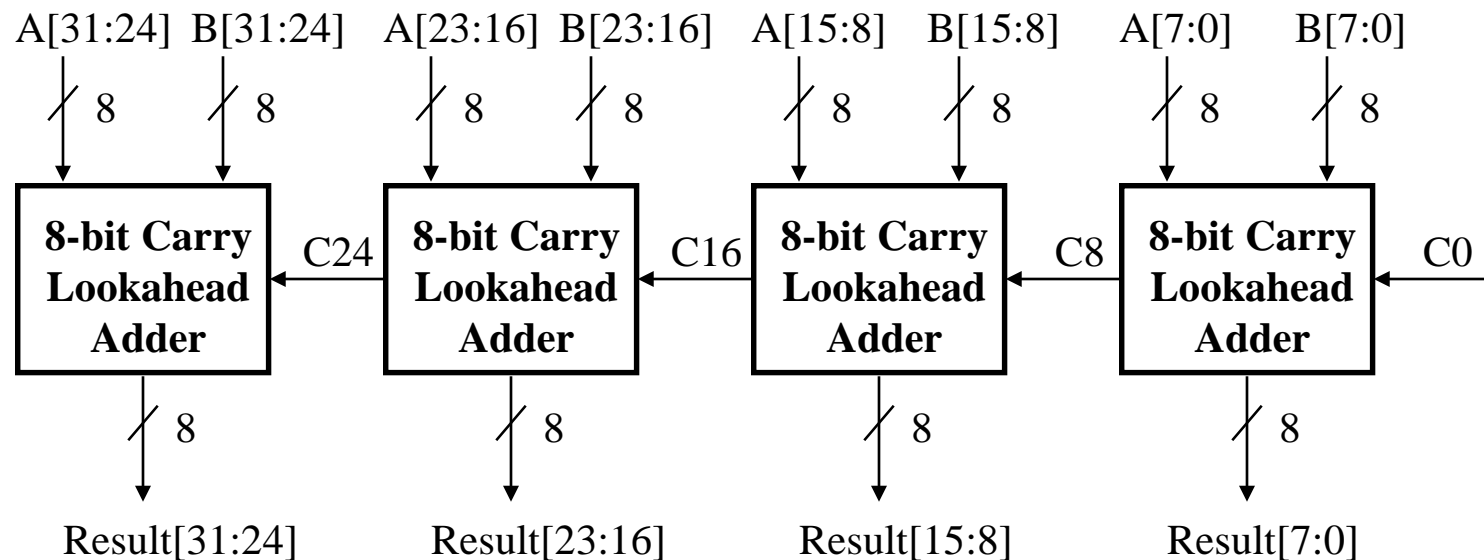 A[31:24] B[31:24] A[23:16] B[23:16] A[15:8] B[15:8] A[7:0] B[7:0]
8 8 8 8 8 8 8 8
8-bit Carry
Lookahead
Adder
C24
8-bit Carry
Lookahead
Adder
C16
8-bit Carry
Lookahead
Adder
C8
8-bit Carry
Lookahead
Adder
C0
8 8 8 8
Result[31:24] Result[23:16] Result[15:8] Result[7:0]